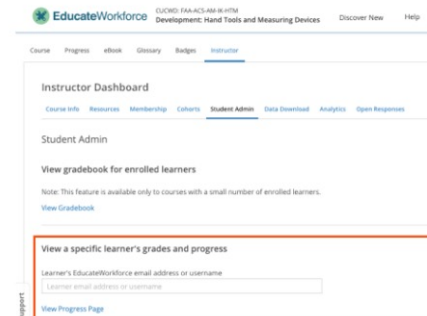 EducateWorkforce
CUCWD: FAA-ACS-AM-IK-HTM
Development: Hand Tools and Measuring Devices
Discover New
Help
Course
Progress
eBook
Glossary
Badges
Instructor
Instructor Dashboard
Course Info
Resources
Membership
Cohorts
Student Admin
Data Download
Analytics
Open Responses
Student Admin
View gradebook for enrolled learners
Note: This feature is available only to courses with a small number of enrolled learners.
View Gradebook
View a specific learner's grades and progress
Learner's EducateWorkforce email address or username
Learner email address or username
View Progress Page